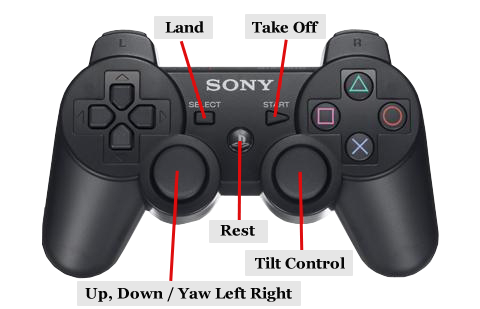 Land
Take Off
L
R
SONY
SELECT
START
Rest
Tilt Control
Up, Down / Yaw Left Right